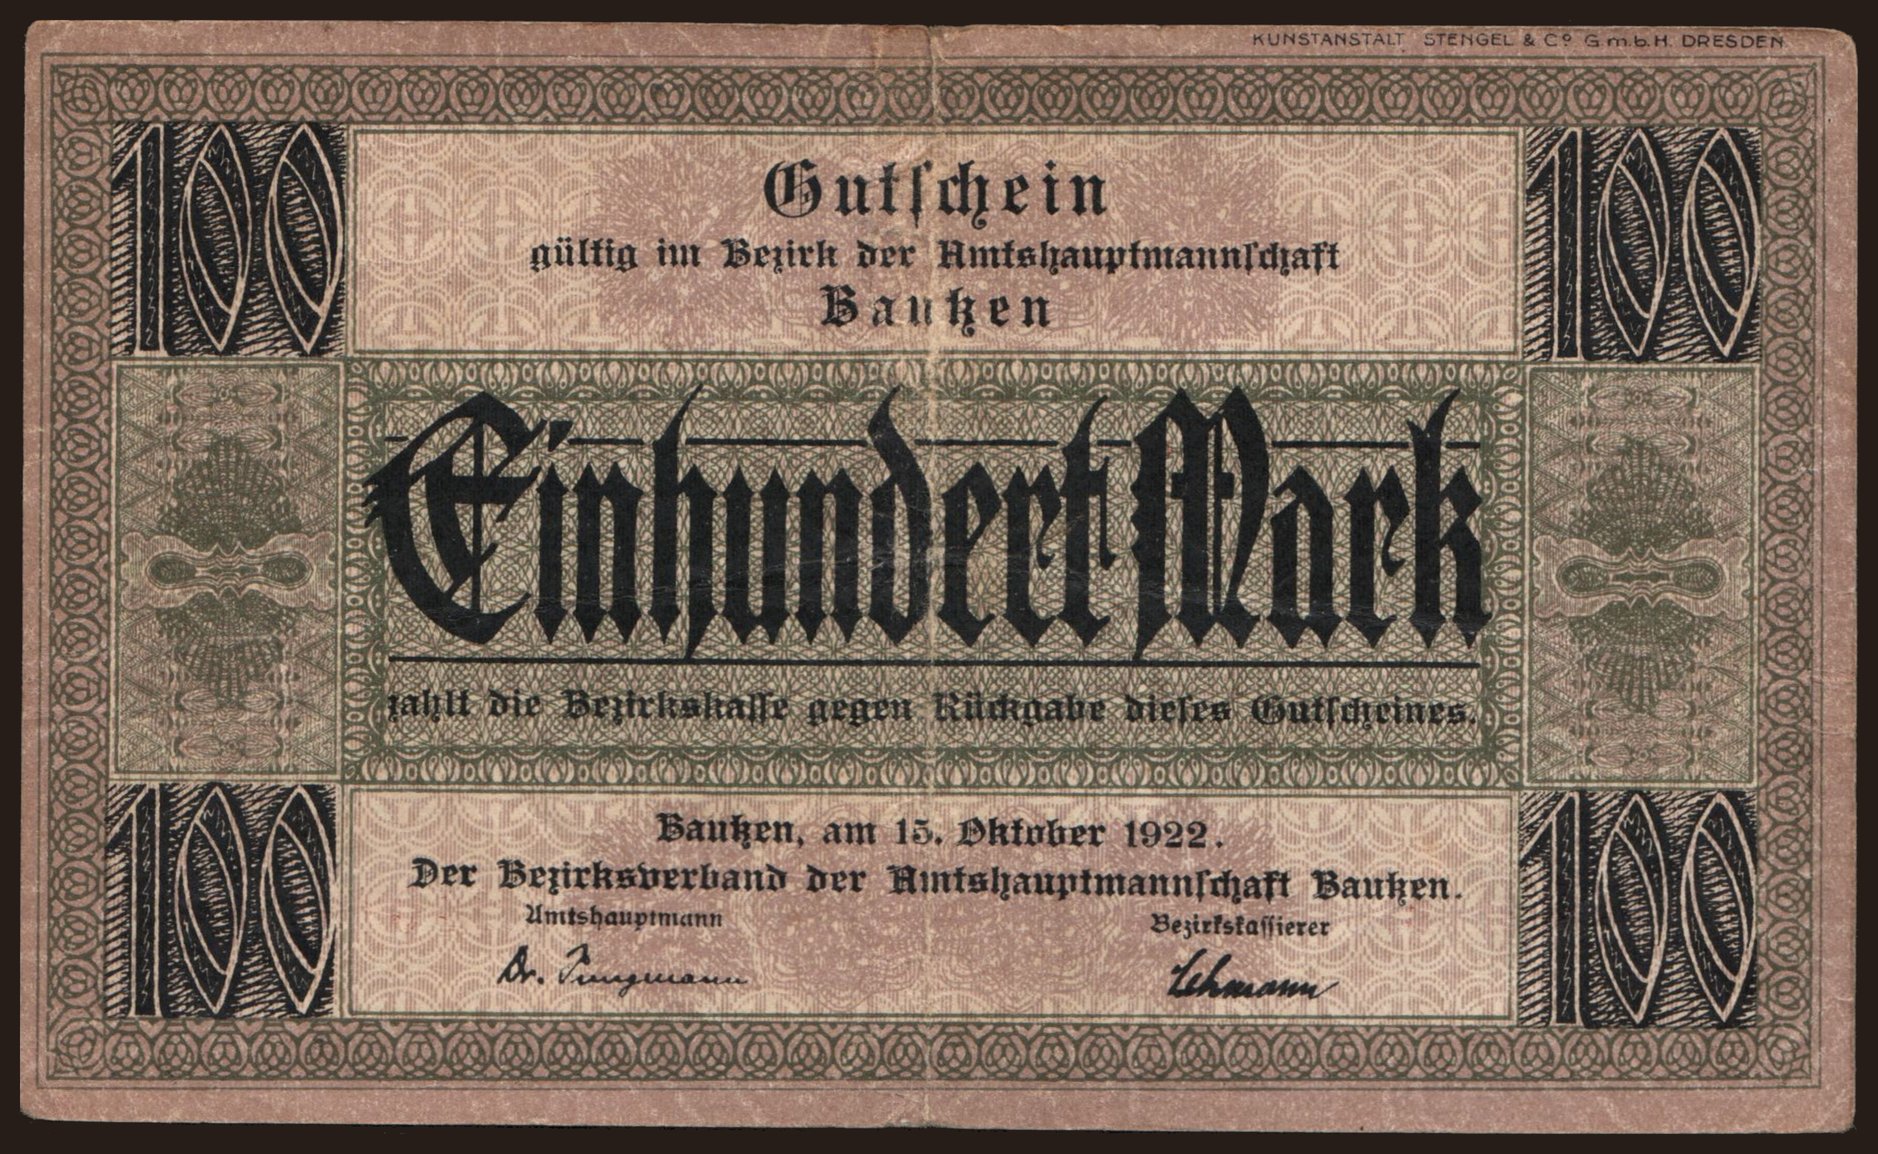 KUNSTANSTALT STENGEL & Co G.m.b.H. DRESDEN
100 100
Gutschein
gültig im Bezirk der Amtshauptmannschaft
Bautzen
Einhundert Mark
zahlt die Bezirkskasse gegen Rückgabe dieses Gutscheines.
100 100
Bautzen, am 15. Oktober 1922.
Der Bezirksverband der Amtshauptmannschaft Bautzen.
Amtshauptmann Bezirkskassierer
Dr. Lehmann